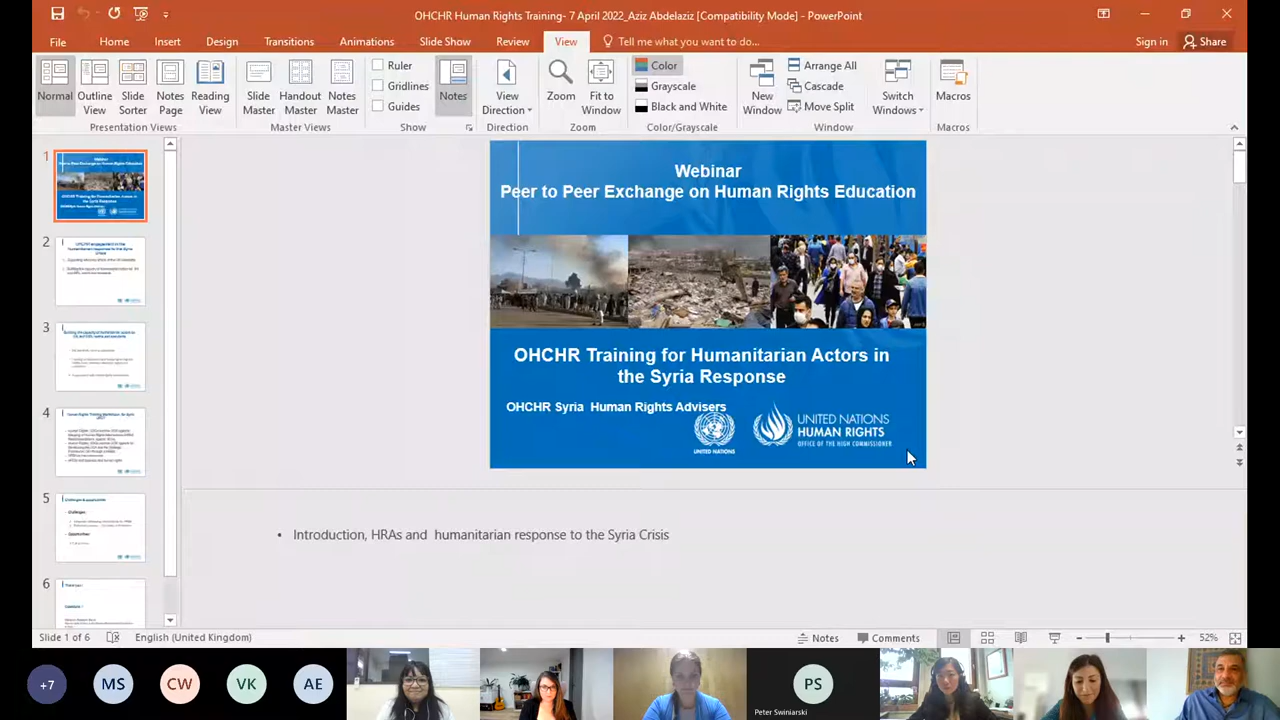 OHCHR Human Rights Training- 7 April 2022_Aziz Abdelaziz [Compatibility Mode] - PowerPoint
File Home Insert Design Transitions Animations Slide Show Review View Tell me what you want to do... Sign in Share
Normal
Outline View
Slide Sorter
Notes Page
Reading View
Presentation Views
Slide Master
Handout Master
Notes Master
Master Views
Ruler
Gridlines
Guides
Show
Notes
View Direction
Direction
Zoom
Fit to Window
Zoom
Color
Grayscale
Black and White
Color/Grayscale
New Window
Arrange All
Cascade
Move Split
Switch Windows
Window
Macros
Macros
1
2
3
4
5
6
Webinar
Peer to Peer Exchange on Human Rights Education
OHCHR Training for Humanitarian Actors in
the Syria Response
OHCHR Syria Human Rights Advisers
UNITED NATIONS
UNITED NATIONS
HUMAN RIGHTS
OFFICE OF THE HIGH COMMISSIONER
• Introduction, HRAs and humanitarian response to the Syria Crisis
Slide 1 of 6 English (United Kingdom) Notes Comments 52%
+7 MS CW VK AE PS
Peter Swiniarski